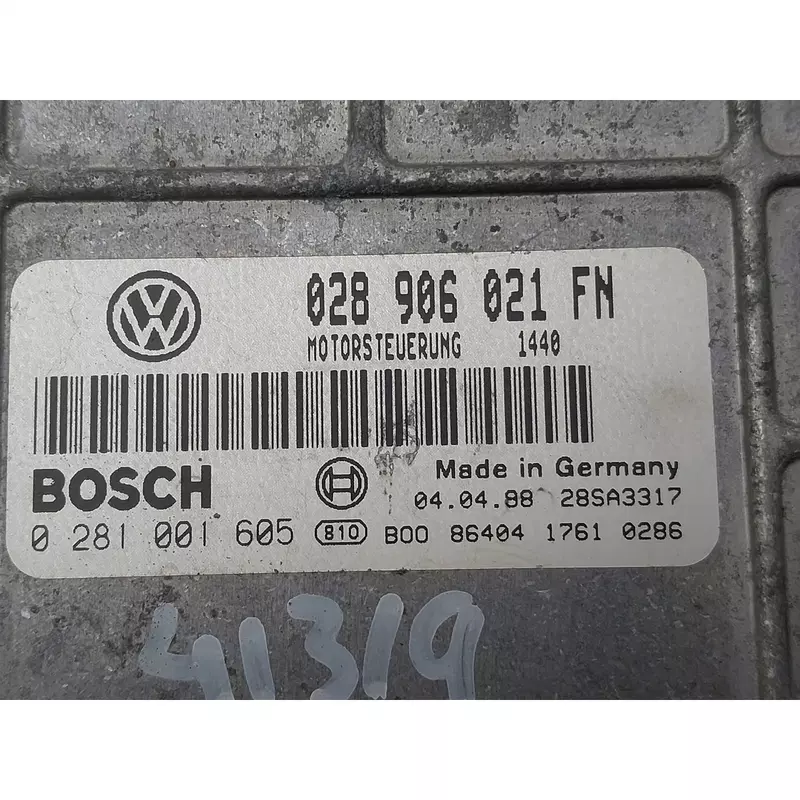 028 906 021 FN
MOTORSTEUERUNG 1440
BOSCH
Made in Germany
04.04.88 28SA3317
0 281 001 605 810 B00 86404 1761 0286
41319